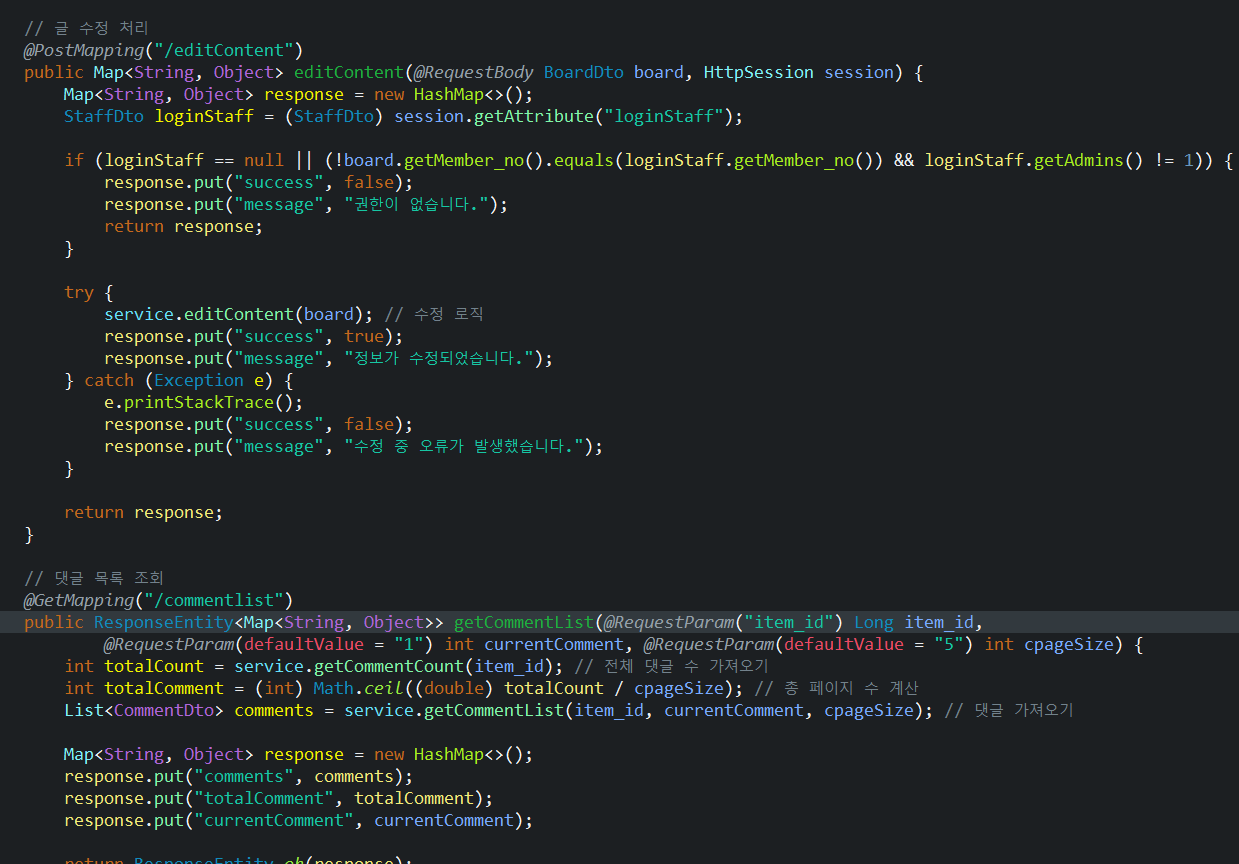 // 글 수정 처리
@PostMapping("/editContent")
public Map<String, Object> editContent(@RequestBody BoardDto board, HttpSession session) {
    Map<String, Object> response = new HashMap<>();
    StaffDto loginStaff = (StaffDto) session.getAttribute("loginStaff");

    if (loginStaff == null || (!board.getMember_no().equals(loginStaff.getMember_no()) && loginStaff.getAdmins() != 1)) {
        response.put("success", false);
        response.put("message", "권한이 없습니다.");
        return response;
    }

    try {
        service.editContent(board); // 수정 로직
        response.put("success", true);
        response.put("message", "정보가 수정되었습니다.");
    } catch (Exception e) {
        e.printStackTrace();
        response.put("success", false);
        response.put("message", "수정 중 오류가 발생했습니다.");
    }

    return response;
}

// 댓글 목록 조회
@GetMapping("/commentlist")
public ResponseEntity<Map<String, Object>> getCommentList(@RequestParam("item_id") Long item_id,
        @RequestParam(defaultValue = "1") int currentComment, @RequestParam(defaultValue = "5") int cpageSize) {
    int totalCount = service.getCommentCount(item_id); // 전체 댓글 수 가져오기
    int totalComment = (int) Math.ceil((double) totalCount / cpageSize); // 총 페이지 수 계산
    List<CommentDto> comments = service.getCommentList(item_id, currentComment, cpageSize); // 댓글 가져오기

    Map<String, Object> response = new HashMap<>();
    response.put("comments", comments);
    response.put("totalComment", totalComment);
    response.put("currentComment", currentComment);

    return ResponseEntity.ok(response);